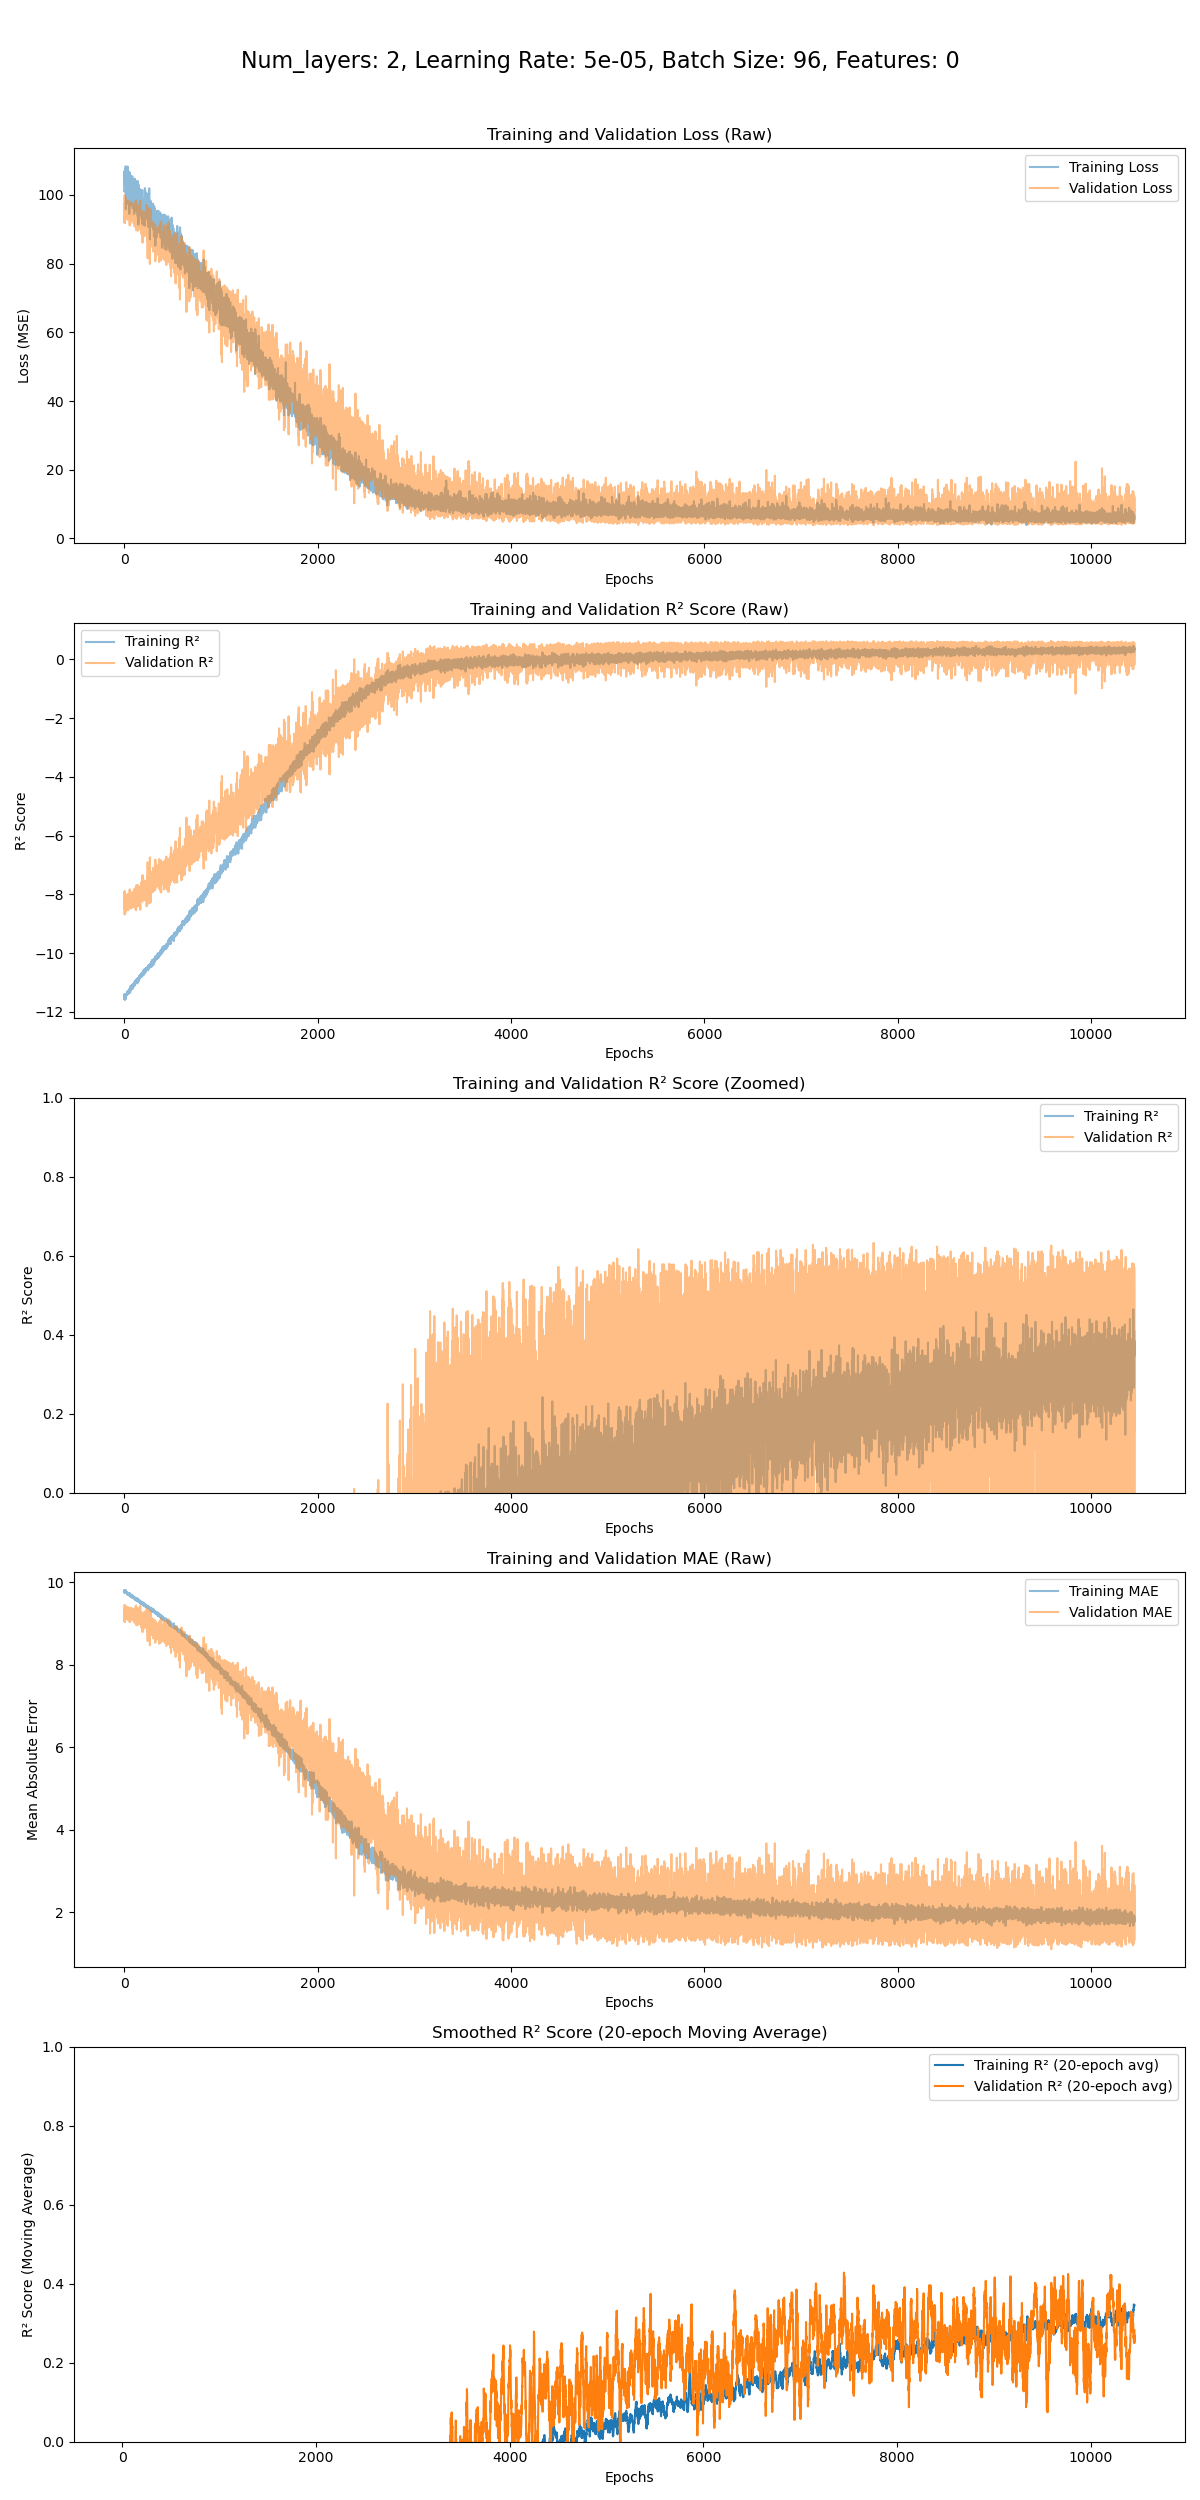 Num_layers: 2, Learning Rate: 5e-05, Batch Size: 96, Features: 0
Training and Validation Loss (Raw)
Training Loss
Validation Loss
100
80
60
40
20
0
Loss (MSE)
0 2000 4000 6000 8000 10000
Epochs
Training and Validation R² Score (Raw)
Training R²
Validation R²
0
−2
−4
−6
−8
−10
−12
R² Score
0 2000 4000 6000 8000 10000
Epochs
Training and Validation R² Score (Zoomed)
Training R²
Validation R²
1.0
0.8
0.6
0.4
0.2
0.0
R² Score
0 2000 4000 6000 8000 10000
Epochs
Training and Validation MAE (Raw)
Training MAE
Validation MAE
10
8
6
4
2
Mean Absolute Error
0 2000 4000 6000 8000 10000
Epochs
Smoothed R² Score (20-epoch Moving Average)
Training R² (20-epoch avg)
Validation R² (20-epoch avg)
1.0
0.8
0.6
0.4
0.2
0.0
R² Score (Moving Average)
0 2000 4000 6000 8000 10000
Epochs